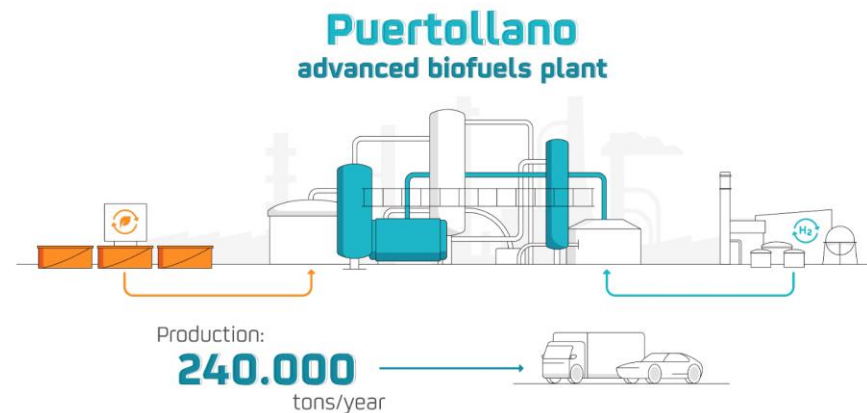 Puertollano
advanced biofuels plant
H₂
Production:
240.000
tons/year